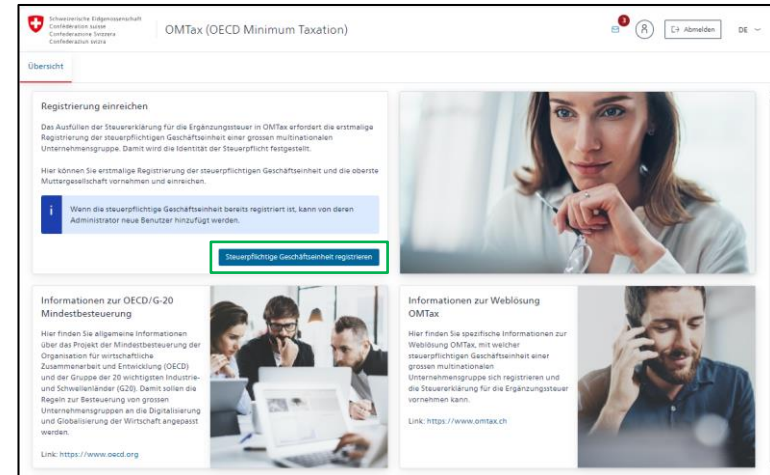 Schweizerische Eidgenossenschaft
Confédération suisse
Confederazione Svizzera
Confederaziun svizra
OMTax (OECD Minimum Taxation)
3
Abmelden
DE
Übersicht
Registrierung einreichen
Das Ausfüllen der Steuererklärung für die Ergänzungssteuer in OMTax erfordert die erstmalige
Registrierung der steuerpflichtigen Geschäftseinheit einer grossen multinationalen
Unternehmensgruppe. Damit wird die Identität der Steuerpflicht festgestellt.
Hier können Sie erstmalige Registrierung der steuerpflichtigen Geschäftseinheit und die oberste
Muttergesellschaft vornehmen und einreichen.
i
Wenn die steuerpflichtige Geschäftseinheit bereits registriert ist, kann von deren
Administrator neue Benutzer hinzufügt werden.
Steuerpflichtige Geschäftseinheit registrieren
Informationen zur OECD/G-20
Mindestbesteuerung
Hier finden Sie allgemeine Informationen
über das Projekt der Mindestbesteuerung der
Organisation für wirtschaftliche
Zusammenarbeit und Entwicklung (OECD)
und der Gruppe der 20 wichtigsten Industrie-
und Schwellenländer (G20). Damit sollen die
Regeln zur Besteuerung von grossen
Unternehmensgruppen an die Digitalisierung
und Globalisierung der Wirtschaft angepasst
werden.
Link: https://www.oecd.org
Informationen zur Weblösung
OMTax
Hier finden Sie spezifische Informationen zur
Weblösung OMTax, mit welcher
steuerpflichtigen Geschäftseinheit einer
grossen multinationalen
Unternehmensgruppe sich registrieren und
die Steuererklärung für die Ergänzungssteuer
vornehmen kann.
Link: https://www.omtax.ch